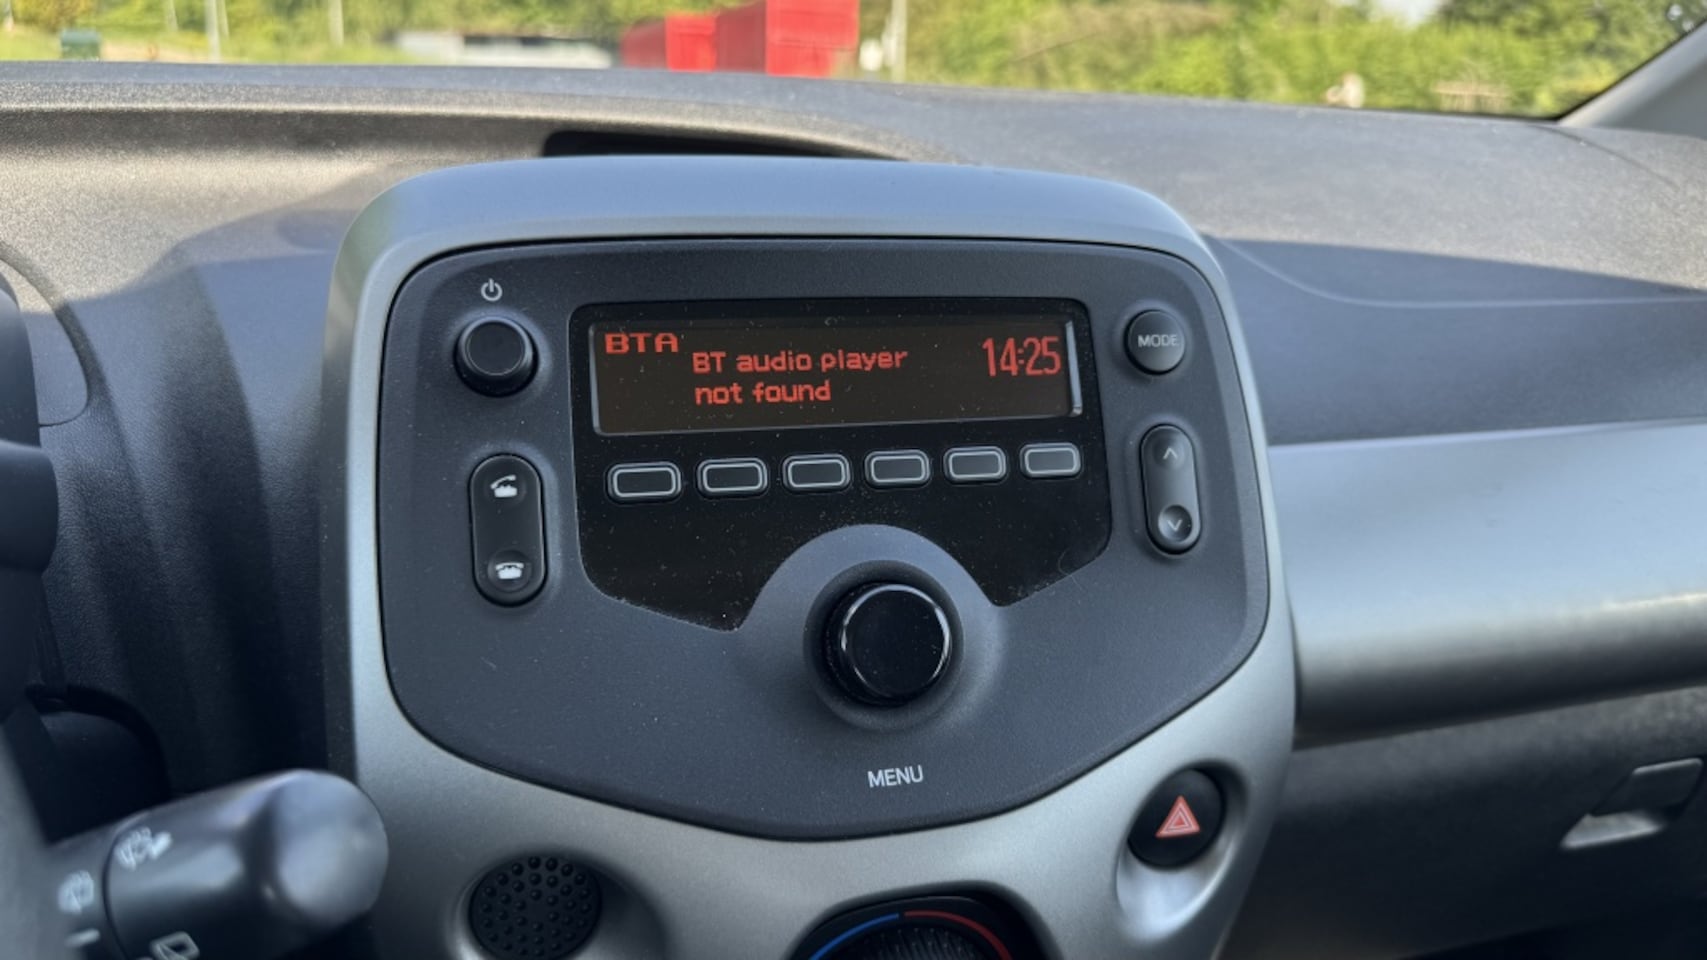 BTA
BT audio player
not found
14:25
MODE
MENU